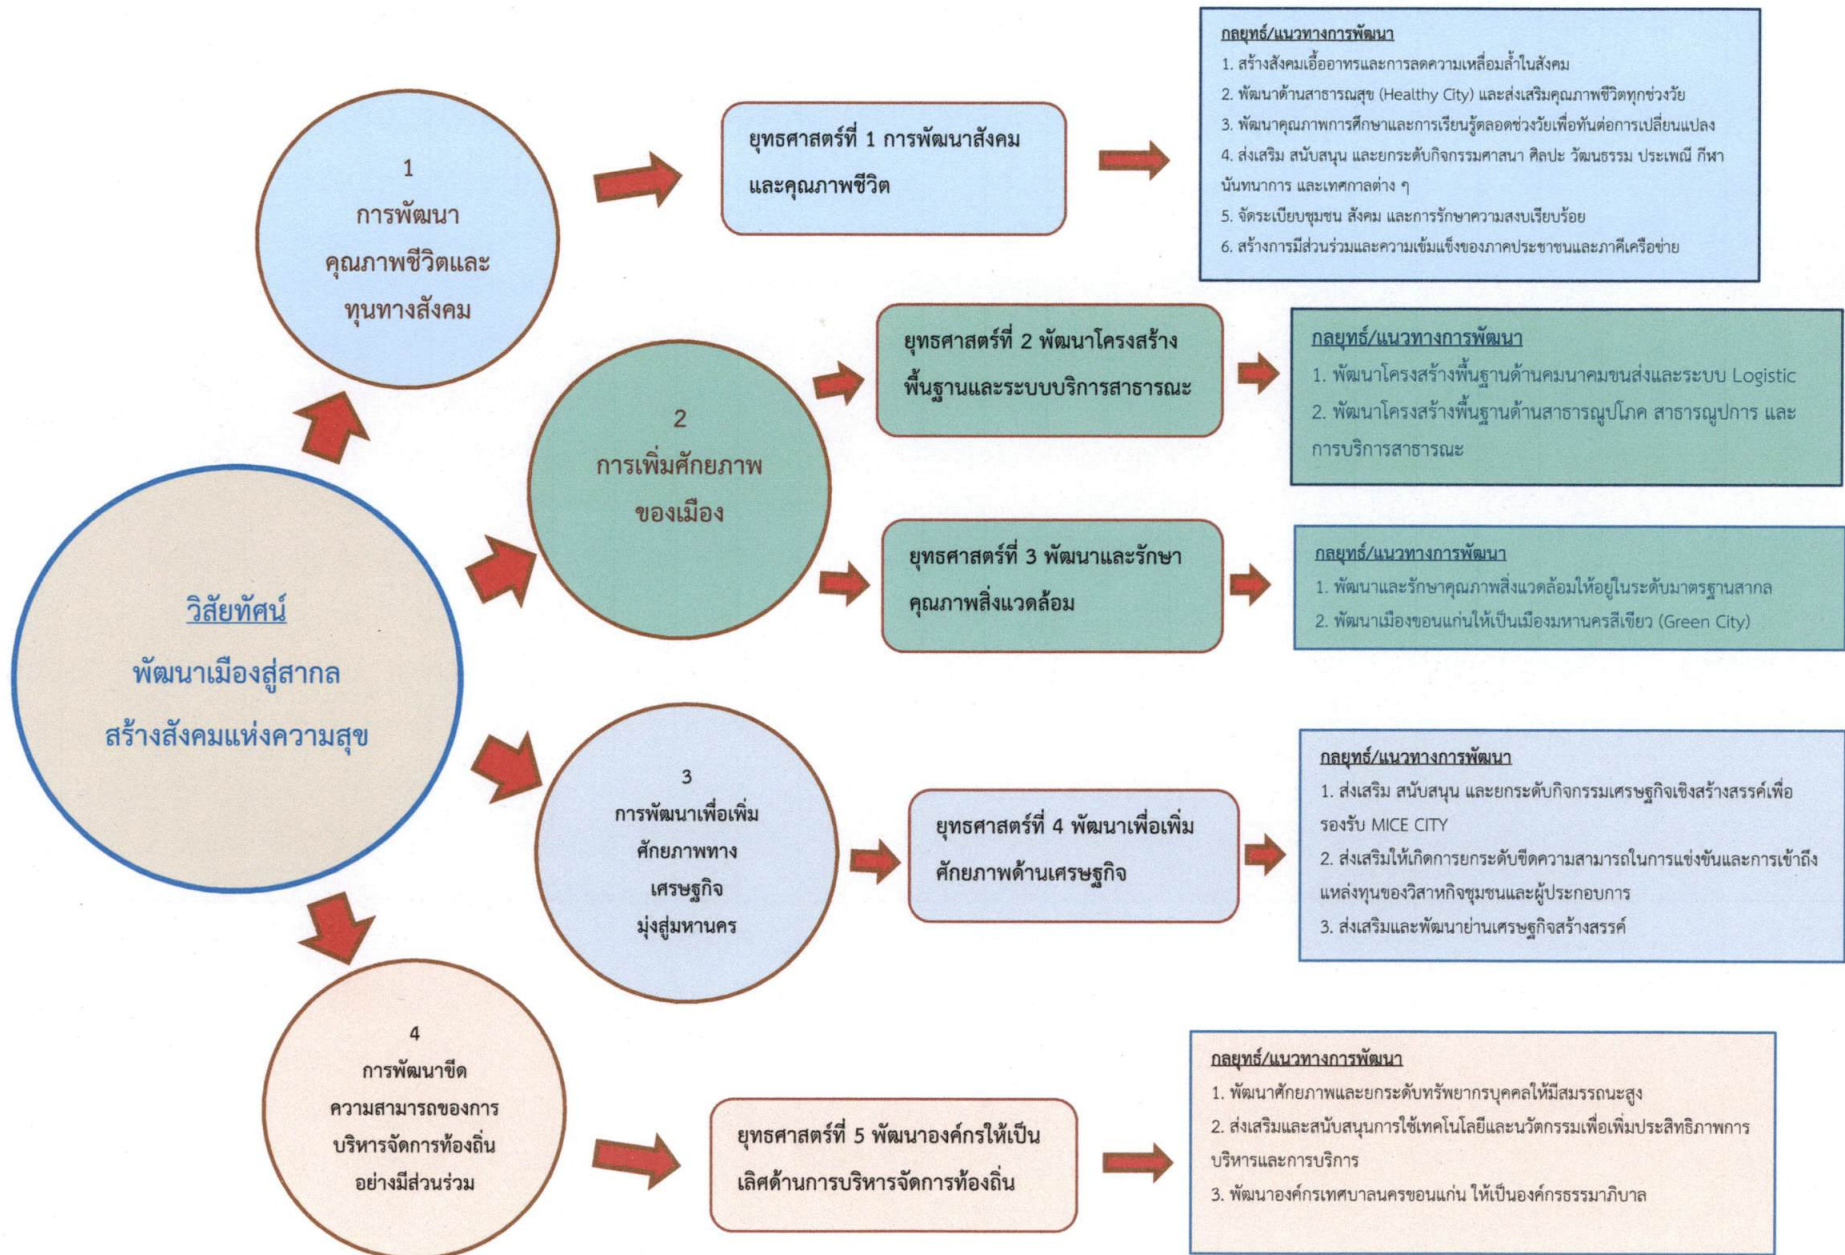 วิสัยทัศน์
พัฒนาเมืองสู่สากล
สร้างสังคมแห่งความสุข
1
การพัฒนา
คุณภาพชีวิตและ
ทุนทางสังคม
ยุทธศาสตร์ที่ 1 การพัฒนาสังคม
และคุณภาพชีวิต
กลยุทธ์/แนวทางการพัฒนา
1. สร้างสังคมเอื้ออาทรและการลดความเหลื่อมล้ำในสังคม
2. พัฒนาด้านสาธารณสุข (Healthy City) และส่งเสริมคุณภาพชีวิตทุกช่วงวัย
3. พัฒนาคุณภาพการศึกษาและการเรียนรู้ตลอดช่วงวัยเพื่อทันต่อการเปลี่ยนแปลง
4. ส่งเสริม สนับสนุน และยกระดับกิจกรรมศาสนา ศิลปะ วัฒนธรรม ประเพณี กีฬา
นันทนาการ และเทศกาลต่าง ๆ
5. จัดระเบียบชุมชน สังคม และการรักษาความสงบเรียบร้อย
6. สร้างการมีส่วนร่วมและความเข้มแข็งของภาคประชาชนและภาคีเครือข่าย
2
การเพิ่มศักยภาพ
ของเมือง
ยุทธศาสตร์ที่ 2 พัฒนาโครงสร้าง
พื้นฐานและระบบบริการสาธารณะ
กลยุทธ์/แนวทางการพัฒนา
1. พัฒนาโครงสร้างพื้นฐานด้านคมนาคมขนส่งและระบบ Logistic
2. พัฒนาโครงสร้างพื้นฐานด้านสาธารณูปโภค สาธารณูปการ และ
การบริการสาธารณะ
ยุทธศาสตร์ที่ 3 พัฒนาและรักษา
คุณภาพสิ่งแวดล้อม
กลยุทธ์/แนวทางการพัฒนา
1. พัฒนาและรักษาคุณภาพสิ่งแวดล้อมให้อยู่ในระดับมาตรฐานสากล
2. พัฒนาเมืองขอนแก่นให้เป็นเมืองมหานครสีเขียว (Green City)
3
การพัฒนาเพื่อเพิ่ม
ศักยภาพทาง
เศรษฐกิจ
มุ่งสู่มหานคร
ยุทธศาสตร์ที่ 4 พัฒนาเพื่อเพิ่ม
ศักยภาพด้านเศรษฐกิจ
กลยุทธ์/แนวทางการพัฒนา
1. ส่งเสริม สนับสนุน และยกระดับกิจกรรมเศรษฐกิจเชิงสร้างสรรค์เพื่อ
รองรับ MICE CITY
2. ส่งเสริมให้เกิดการยกระดับขีดความสามารถในการแข่งขันและการเข้าถึง
แหล่งทุนของวิสาหกิจชุมชนและผู้ประกอบการ
3. ส่งเสริมและพัฒนาย่านเศรษฐกิจสร้างสรรค์
4
การพัฒนาขีด
ความสามารถของการ
บริหารจัดการท้องถิ่น
อย่างมีส่วนร่วม
ยุทธศาสตร์ที่ 5 พัฒนาองค์กรให้เป็น
เลิศด้านการบริหารจัดการท้องถิ่น
กลยุทธ์/แนวทางการพัฒนา
1. พัฒนาศักยภาพและยกระดับทรัพยากรบุคคลให้มีสมรรถนะสูง
2. ส่งเสริมและสนับสนุนการใช้เทคโนโลยีและนวัตกรรมเพื่อเพิ่มประสิทธิภาพการ
บริหารและการบริการ
3. พัฒนาองค์กรเทศบาลนครขอนแก่น ให้เป็นองค์กรธรรมาภิบาล